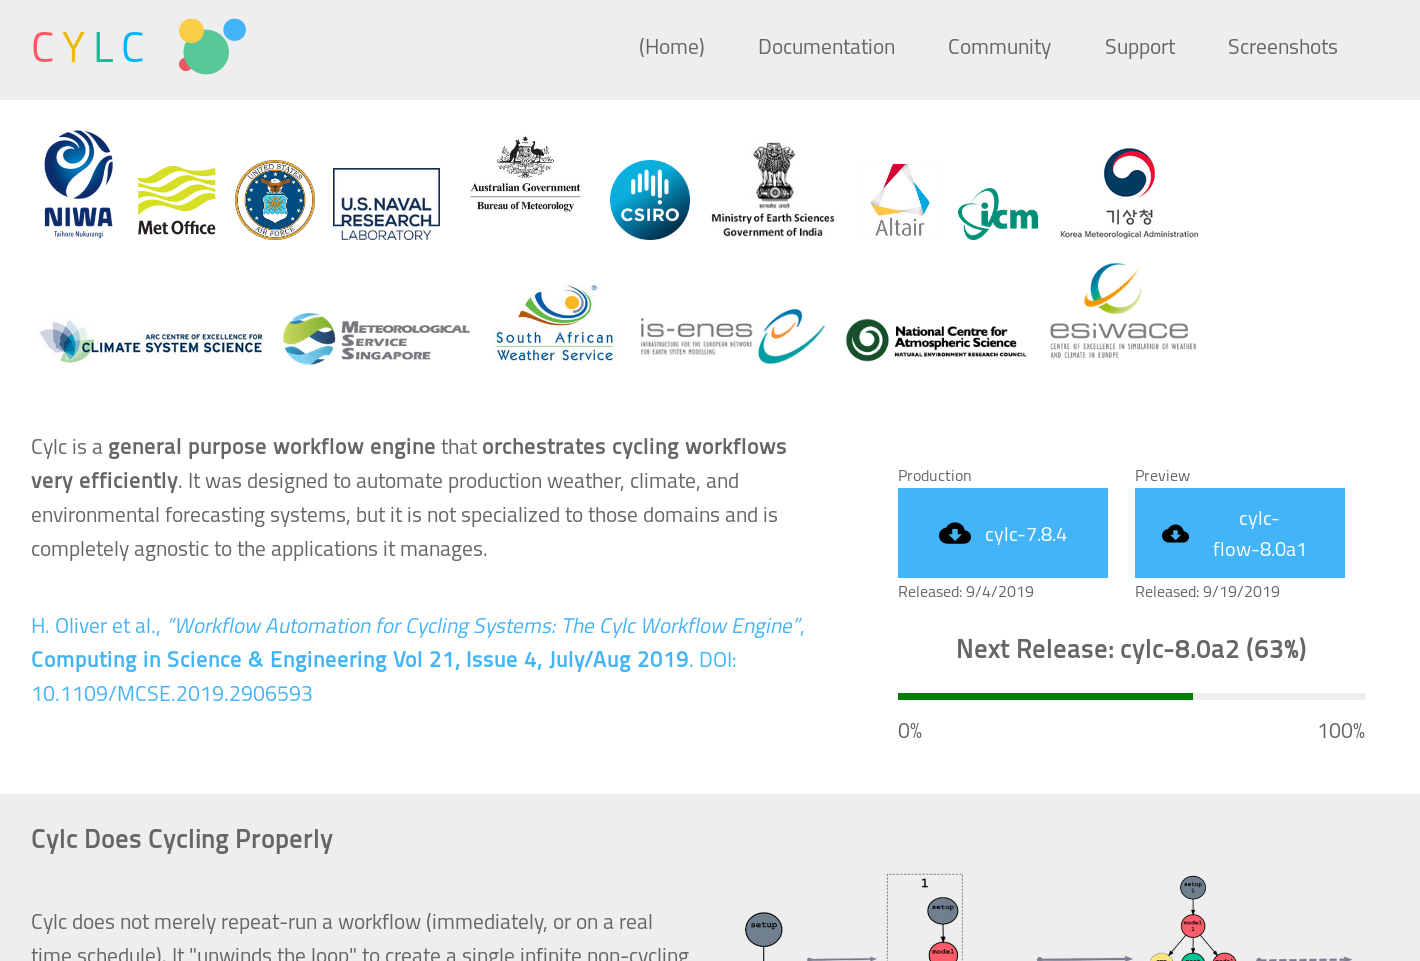 CYLC
(Home) Documentation Community Support Screenshots
NIWA
Taihoro Nukurangi
Met Office
UNITED STATES
AIR FORCE
U.S. NAVAL
RESEARCH
LABORATORY
Australian Government
Bureau of Meteorology
CSIRO
Ministry of Earth Sciences
Government of India
Altair
icm
기상청
Korea Meteorological Administration
ARC CENTRE OF EXCELLENCE FOR
CLIMATE SYSTEM SCIENCE
METEOROLOGICAL
SERVICE
SINGAPORE
South African
Weather Service
®
is-enes
INFRASTRUCTURE FOR THE EUROPEAN NETWORK
FOR EARTH SYSTEM MODELLING
National Centre for
Atmospheric Science
NATURAL ENVIRONMENT RESEARCH COUNCIL
esiwace
CENTRE OF EXCELLENCE IN SIMULATION OF WEATHER
AND CLIMATE IN EUROPE
Cylc is a general purpose workflow engine that orchestrates cycling workflows
very efficiently. It was designed to automate production weather, climate, and
environmental forecasting systems, but it is not specialized to those domains and is
completely agnostic to the applications it manages.
H. Oliver et al., “Workflow Automation for Cycling Systems: The Cylc Workflow Engine”,
Computing in Science & Engineering Vol 21, Issue 4, July/Aug 2019. DOI:
10.1109/MCSE.2019.2906593
Production
cylc-7.8.4
Released: 9/4/2019
Preview
cylc-
flow-8.0a1
Released: 9/19/2019
Next Release: cylc-8.0a2 (63%)
0% 100%
Cylc Does Cycling Properly
Cylc does not merely repeat-run a workflow (immediately, or on a real
time schedule). It "unwinds the loop" to create a single infinite non-cycling
setup
1
setup
model
setup
1
model
1